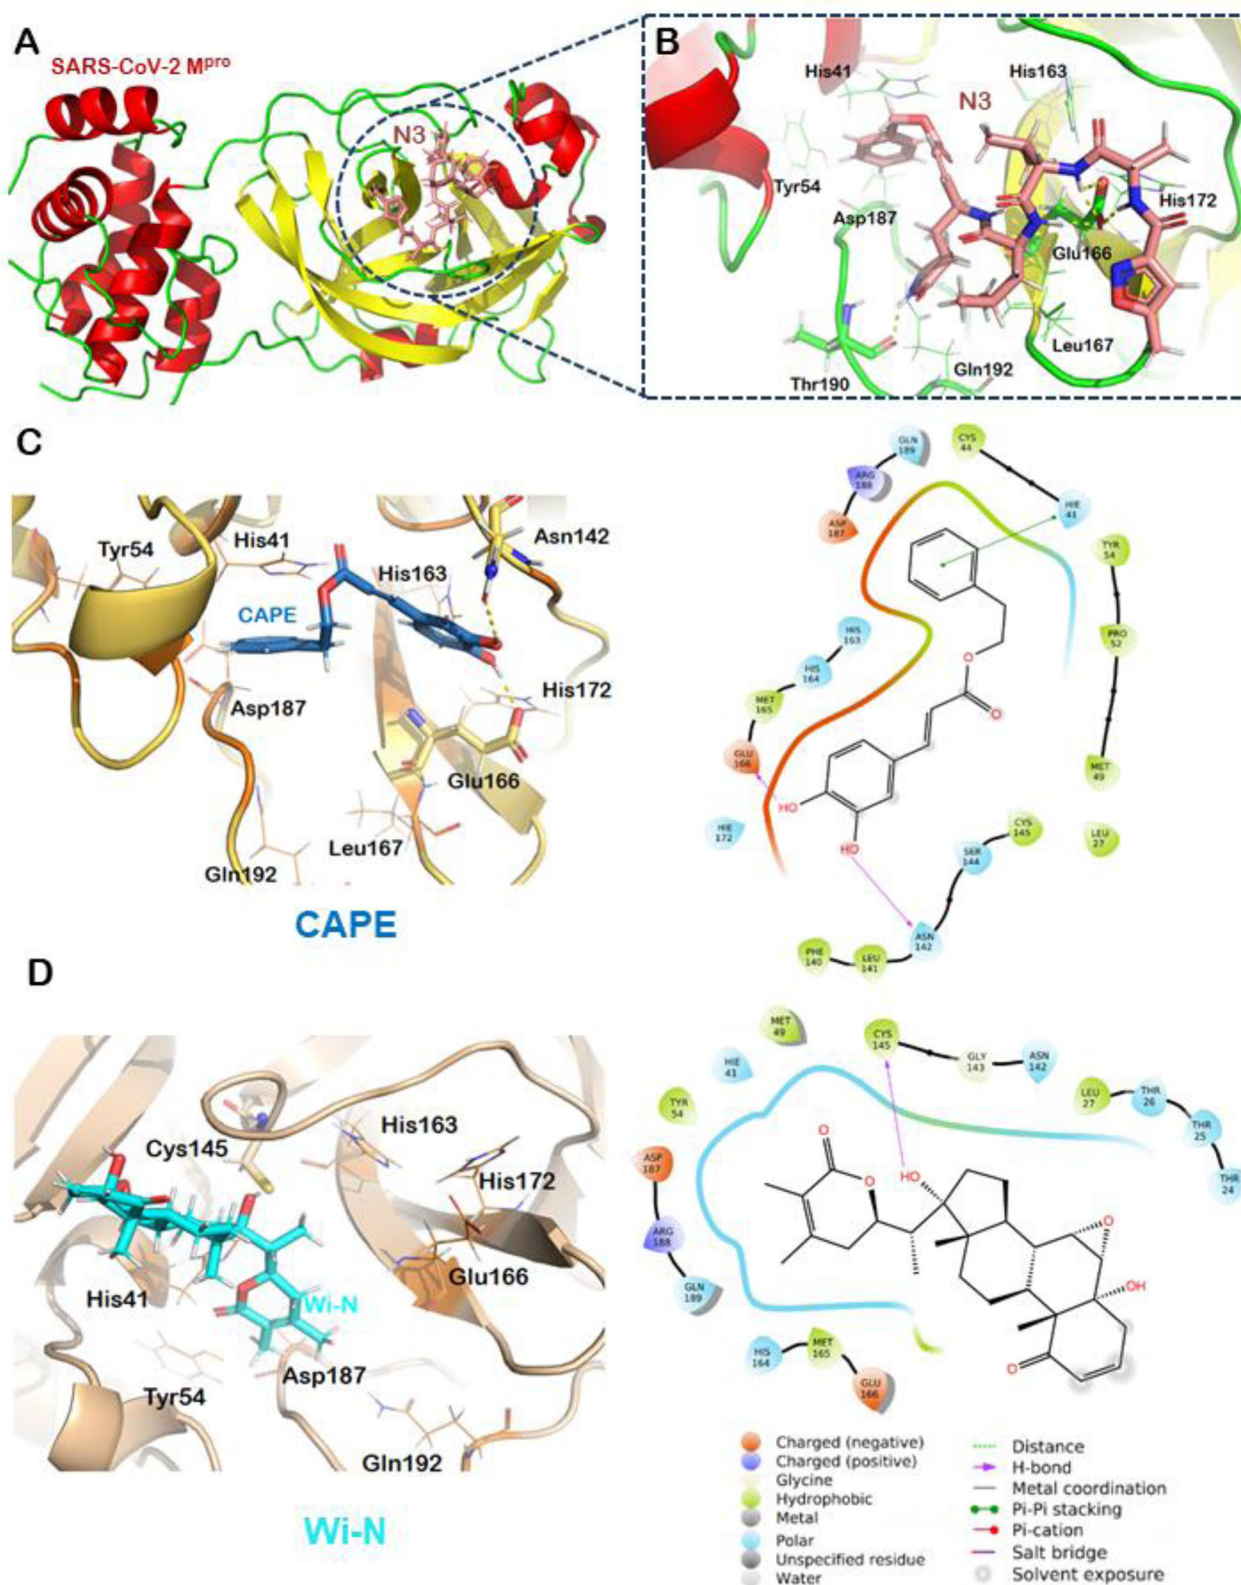 A
SARS-CoV-2 Mpro
N3
B
His41
His163
N3
Tyr54
Asp187
His172
Glu166
Leu167
Thr190
Gln192
C
Tyr54
His41
Asn142
His163
CAPE
His172
Asp187
Glu166
Leu167
Gln192
CAPE
GLN
189
CYS
44
ARG
188
HIE
41
ASP
187
TYR
54
HIS
163
PRO
52
HIS
164
MET
165
O
O
GLU
166
MET
49
HO
HIE
172
CYS
145
LEU
27
HO
SER
144
ASN
142
PHE
140
LEU
141
D
Cys145
His163
His172
Glu166
His41
Wi-N
Asp187
Tyr54
Gln192
Wi-N
MET
49
CYS
145
HIE
41
GLY
143
ASN
142
TYR
54
LEU
27
THR
26
THR
25
THR
24
ASP
187
O
O
HO
O
ARG
188
OH
GLN
189
O
HIS
164
MET
165
GLU
166
Charged (negative)
Charged (positive)
Glycine
Hydrophobic
Metal
Polar
Unspecified residue
Water
Distance
H-bond
Metal coordination
Pi-Pi stacking
Pi-cation
Salt bridge
Solvent exposure